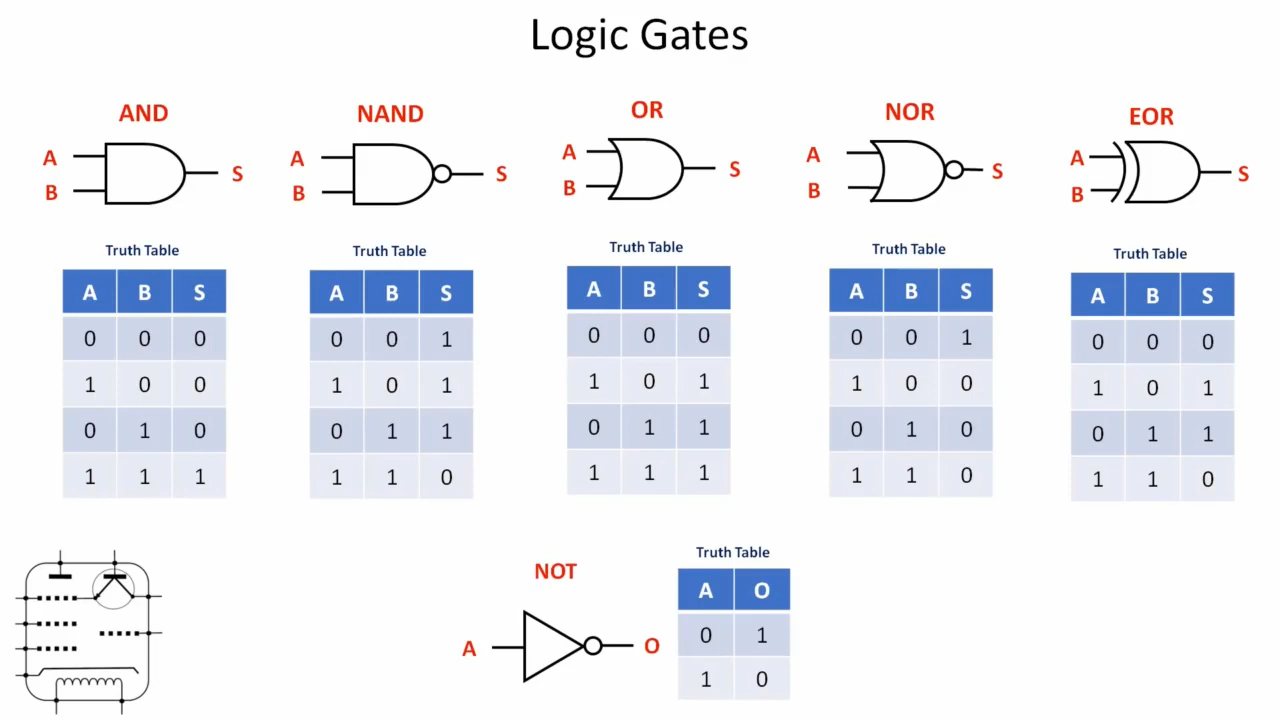 Logic Gates
AND
A
B
S
Truth Table
A B S
0 0 0
1 0 0
0 1 0
1 1 1
NAND
A
B
S
Truth Table
A B S
0 0 1
1 0 1
0 1 1
1 1 0
OR
A
B
S
Truth Table
A B S
0 0 0
1 0 1
0 1 1
1 1 1
NOR
A
B
S
Truth Table
A B S
0 0 1
1 0 0
0 1 0
1 1 0
EOR
A
B
S
Truth Table
A B S
0 0 0
1 0 1
0 1 1
1 1 0
NOT
A
O
Truth Table
A O
0 1
1 0